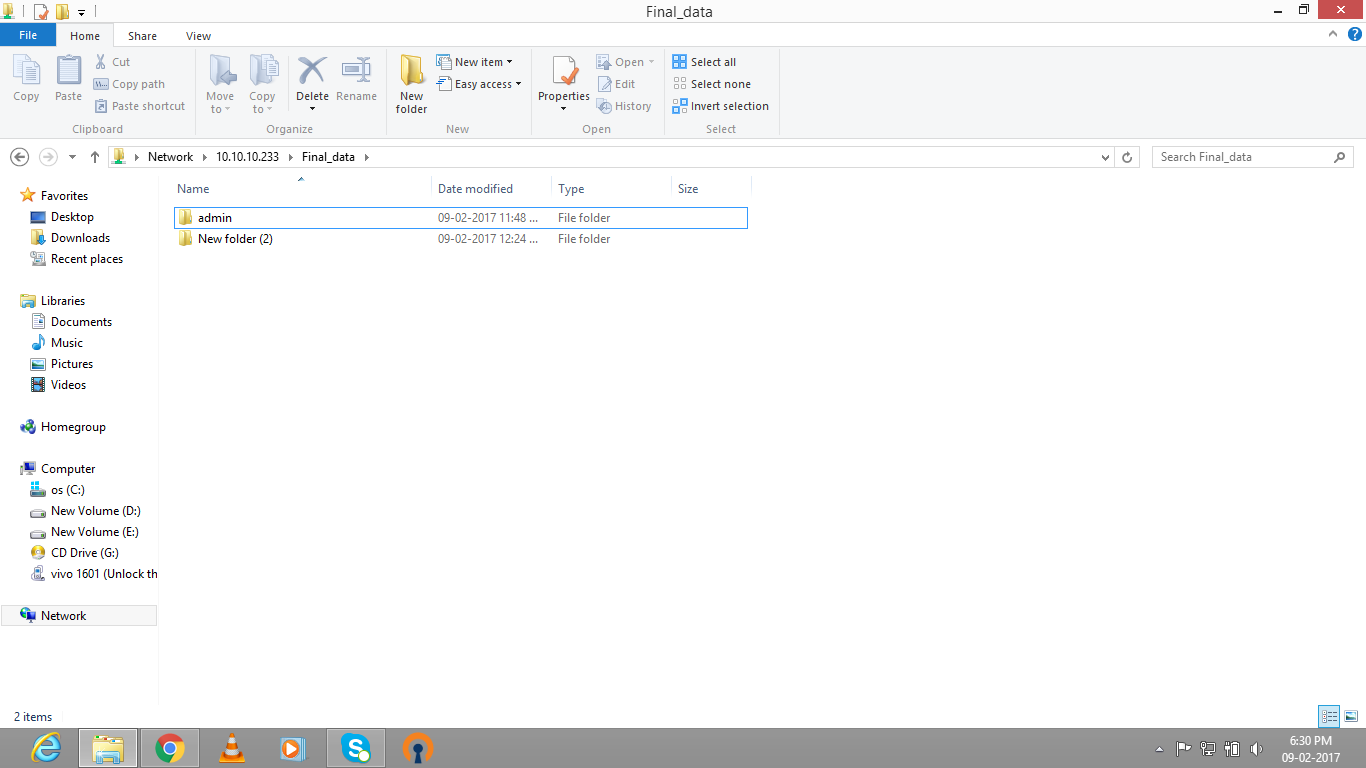 Final_data
File Home Share View
Copy
Paste
Cut
Copy path
Paste shortcut
Clipboard
Move to
Copy to
Delete
Rename
Organize
New folder
New item
Easy access
New
Properties
Open
Edit
History
Open
Select all
Select none
Invert selection
Select
Network 10.10.10.233 Final_data
Search Final_data
Favorites
Desktop
Downloads
Recent places
Libraries
Documents
Music
Pictures
Videos
Homegroup
Computer
os (C:)
New Volume (D:)
New Volume (E:)
CD Drive (G:)
vivo 1601 (Unlock th
Network
Name Date modified Type Size
admin 09-02-2017 11:48 ... File folder
New folder (2) 09-02-2017 12:24 ... File folder
2 items
6:30 PM
09-02-2017